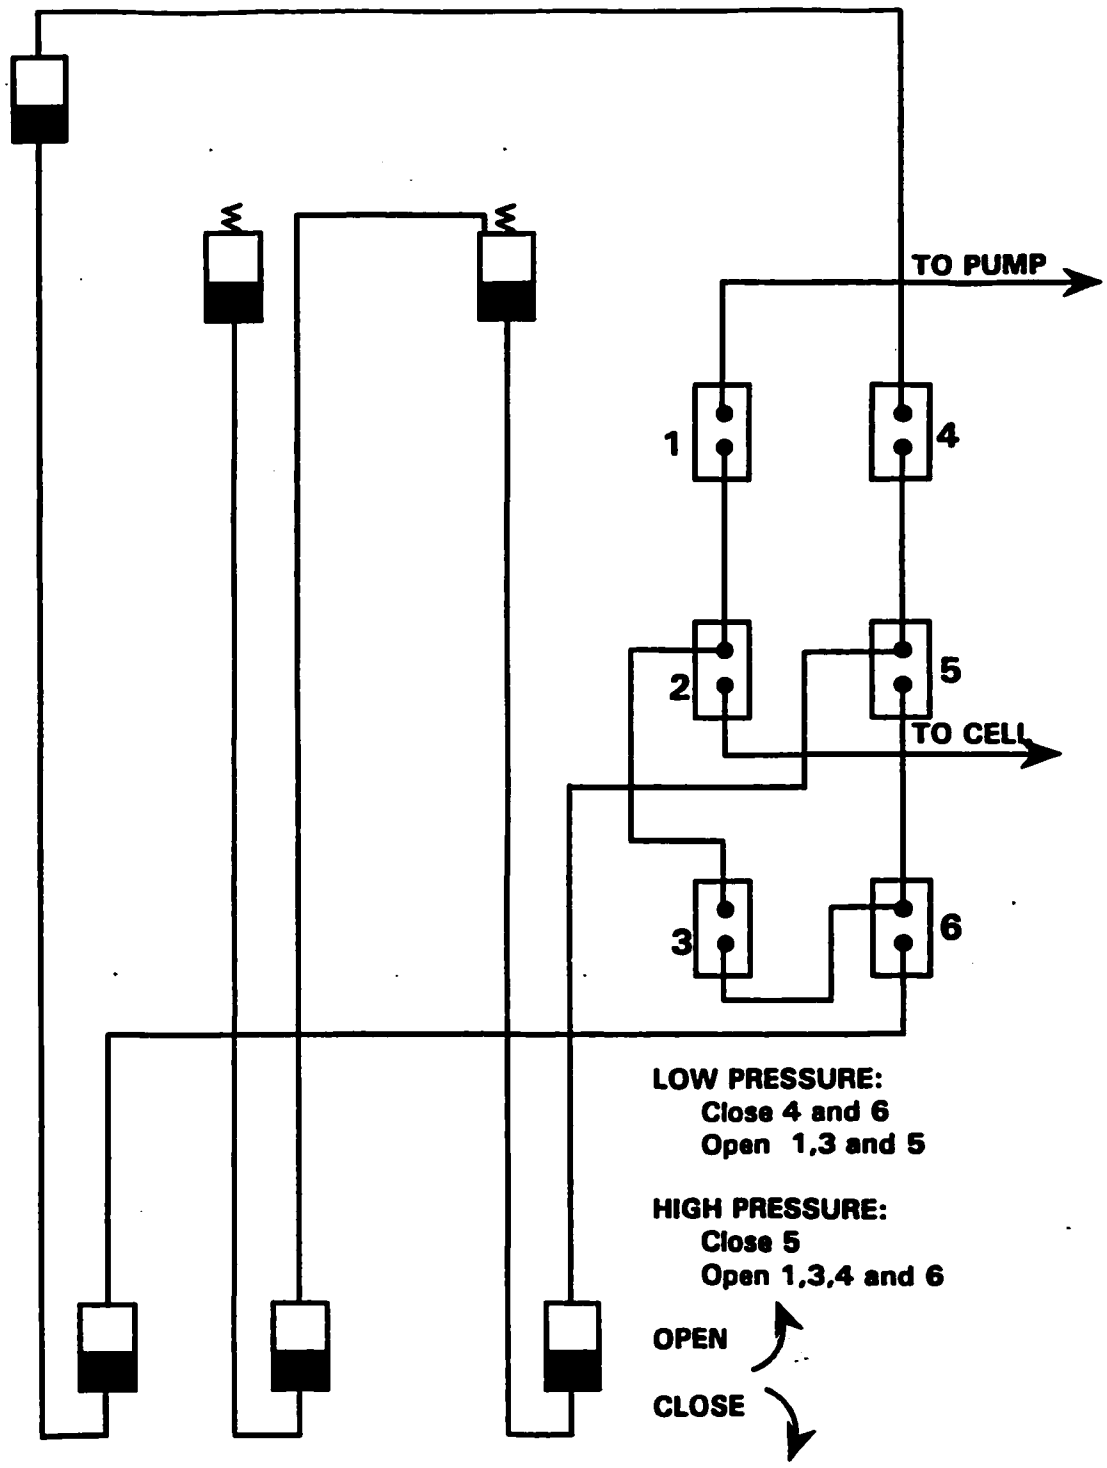 TO PUMP
1
4
2
5
TO CELL
3
6
LOW PRESSURE:
Close 4 and 6
Open 1,3 and 5
HIGH PRESSURE:
Close 5
Open 1,3,4 and 6
OPEN
CLOSE